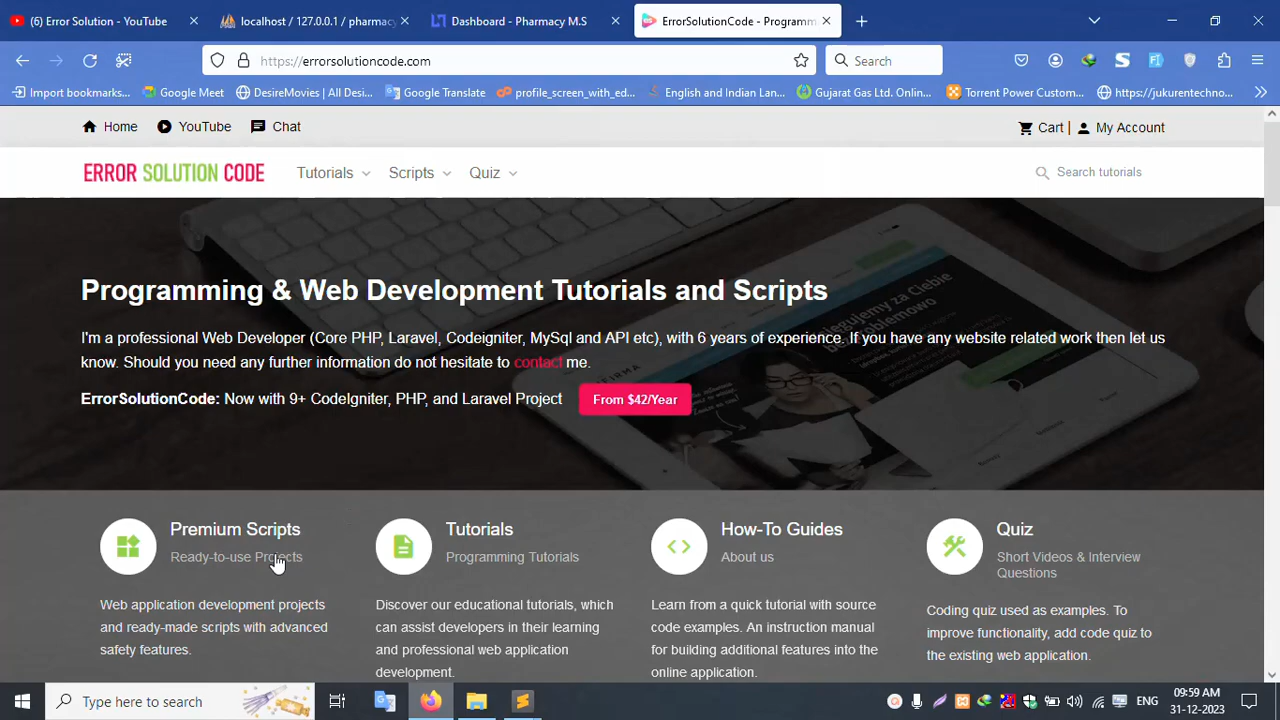 (6) Error Solution - YouTube
localhost / 127.0.0.1 / pharmacy
Dashboard - Pharmacy M.S
ErrorSolutionCode - Programm
https://errorsolutioncode.com
Search
Import bookmarks...
Google Meet
DesireMovies | All Desi...
Google Translate
profile_screen_with_ed...
English and Indian Lan...
Gujarat Gas Ltd. Onlin...
Torrent Power Custom...
https://jukurentechno...
Home
YouTube
Chat
Cart |
My Account
ERROR SOLUTION CODE
Tutorials
Scripts
Quiz
Search tutorials
Programming & Web Development Tutorials and Scripts
I'm a professional Web Developer (Core PHP, Laravel, Codeigniter, MySql and API etc), with 6 years of experience. If you have any website related work then let us
know. Should you need any further information do not hesitate to contact me.
ErrorSolutionCode: Now with 9+ CodeIgniter, PHP, and Laravel Project
From $42/Year
Premium Scripts
Ready-to-use Projects
Web application development projects
and ready-made scripts with advanced
safety features.
Tutorials
Programming Tutorials
Discover our educational tutorials, which
can assist developers in their learning
and professional web application
development.
How-To Guides
About us
Learn from a quick tutorial with source
code examples. An instruction manual
for building additional features into the
online application.
Quiz
Short Videos & Interview
Questions
Coding quiz used as examples. To
improve functionality, add code quiz to
the existing web application.
Type here to search
ENG
09:59 AM
31-12-2023